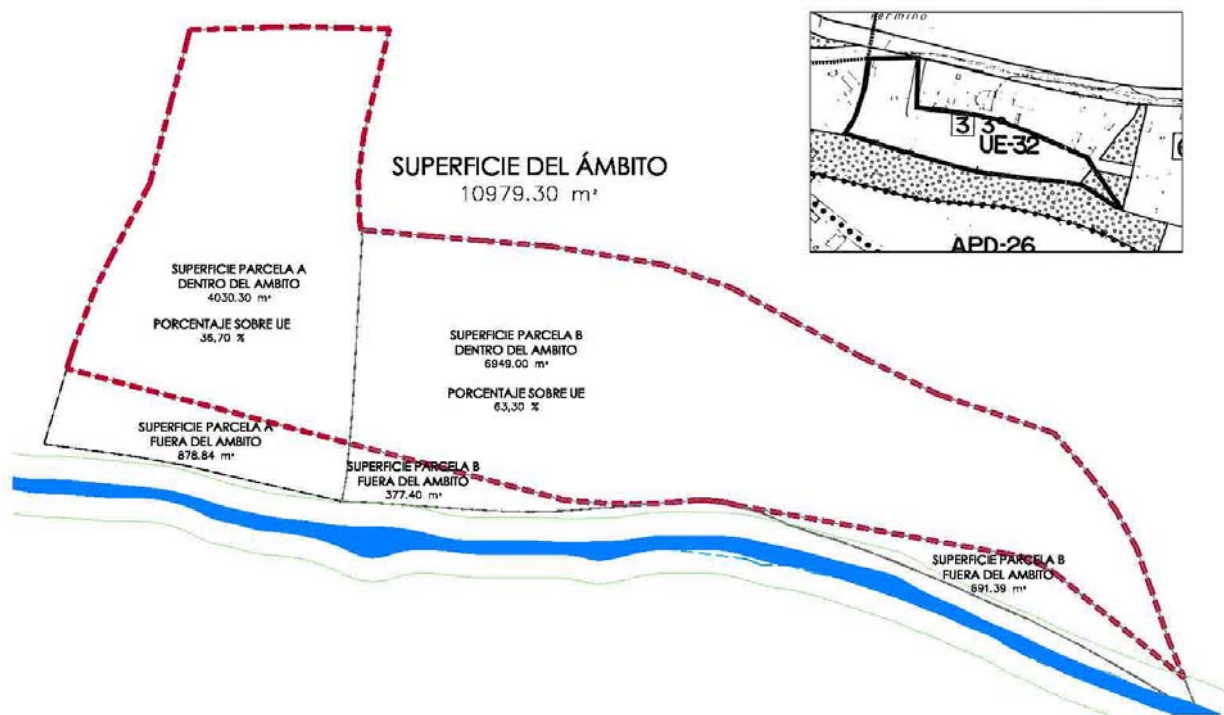 SUPERFICIE DEL ÁMBITO
10979.30 m²
SUPERFICIE PARCELA A
DENTRO DEL AMBITO
4030.30 m²
PORCENTAJE SOBRE UE
36,70 %
SUPERFICIE PARCELA B
DENTRO DEL AMBITO
6949.00 m²
PORCENTAJE SOBRE UE
63,30 %
SUPERFICIE PARCELA A
FUERA DEL AMBITO
878.84 m²
SUPERFICIE PARCELA B
FUERA DEL AMBITO
377.40 m²
SUPERFICIE PARCELA B
FUERA DEL AMBITO
691.39 m²
Fermino
3 3
UE-32
6
APD-26